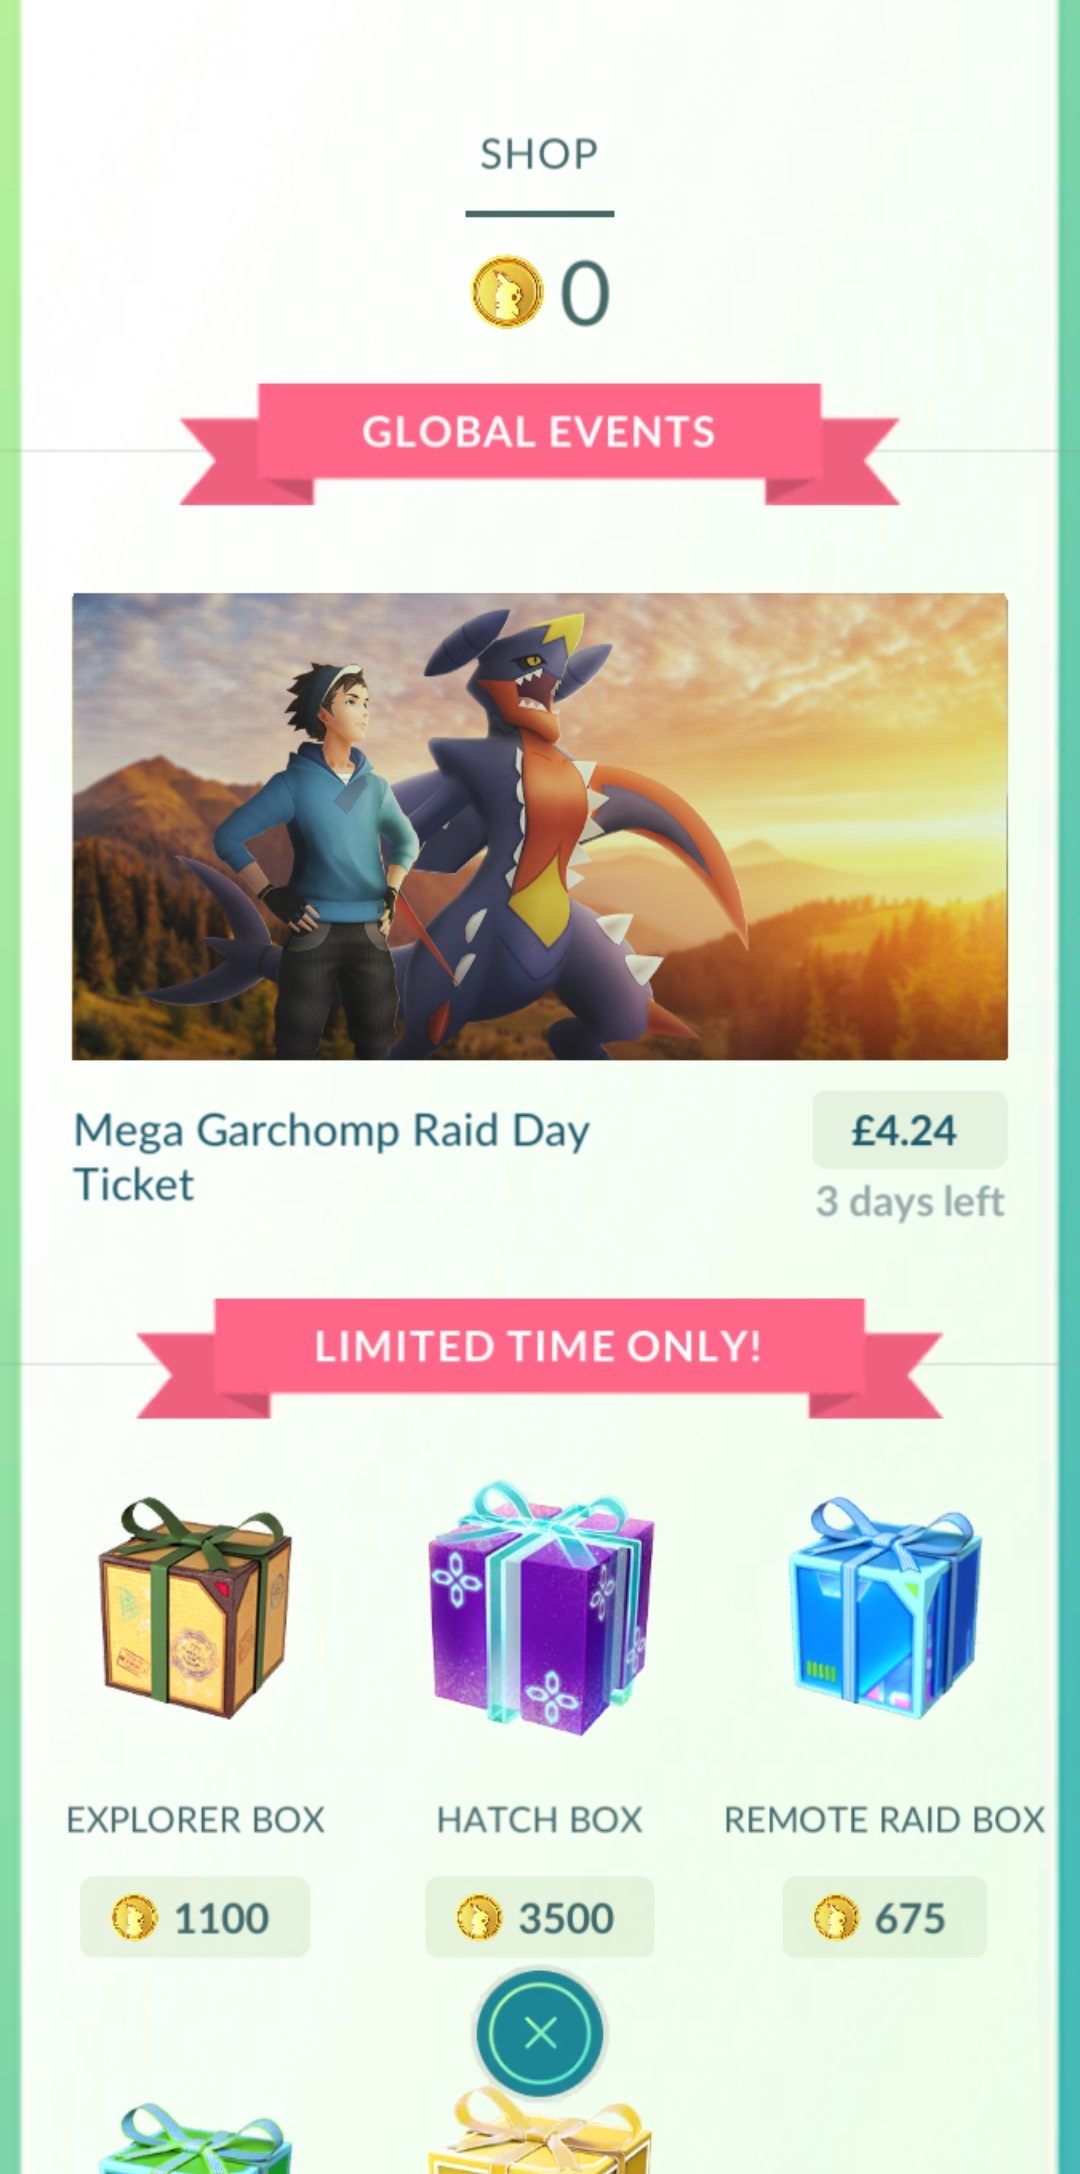 SHOP
0
GLOBAL EVENTS
Mega Garchomp Raid Day
Ticket
£4.24
3 days left
LIMITED TIME ONLY!
EXPLORER BOX
HATCH BOX
REMOTE RAID BOX
1100
3500
675